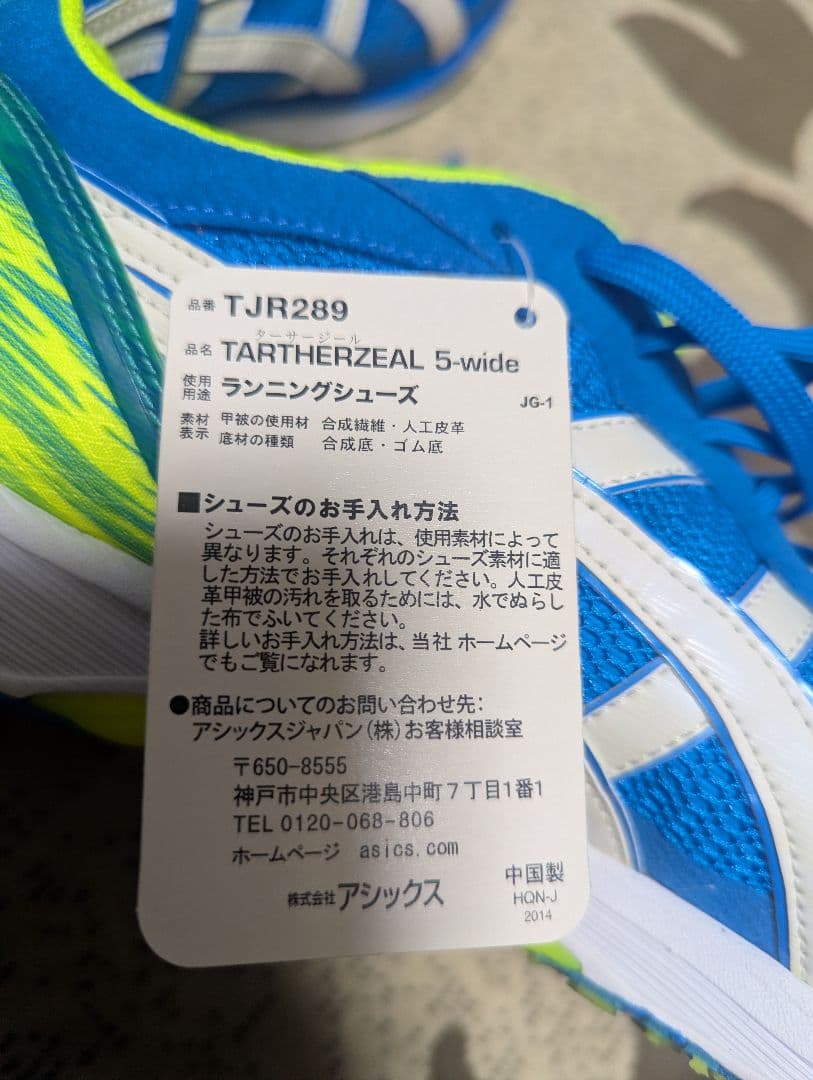 品番 TJR289
ターサージール
品名 TARTHERZEAL 5-wide
使用用途 ランニングシューズ
JG-1
素材表示 甲被の使用材 合成繊維・人工皮革
底材の種類 合成底・ゴム底
■シューズのお手入れ方法
シューズのお手入れは、使用素材によって
異なります。それぞれのシューズ素材に適
した方法でお手入れしてください。人工皮
革甲被の汚れを取るためには、水でぬらし
た布でふいてください。
詳しいお手入れ方法は、当社 ホームページ
でもご覧になれます。
●商品についてのお問い合わせ先:
アシックスジャパン(株)お客様相談室
〒650-8555
神戸市中央区港島中町7丁目1番1
TEL 0120-068-806
ホームページ asics.com
株式会社アシックス
中国製
HQN-J
2014